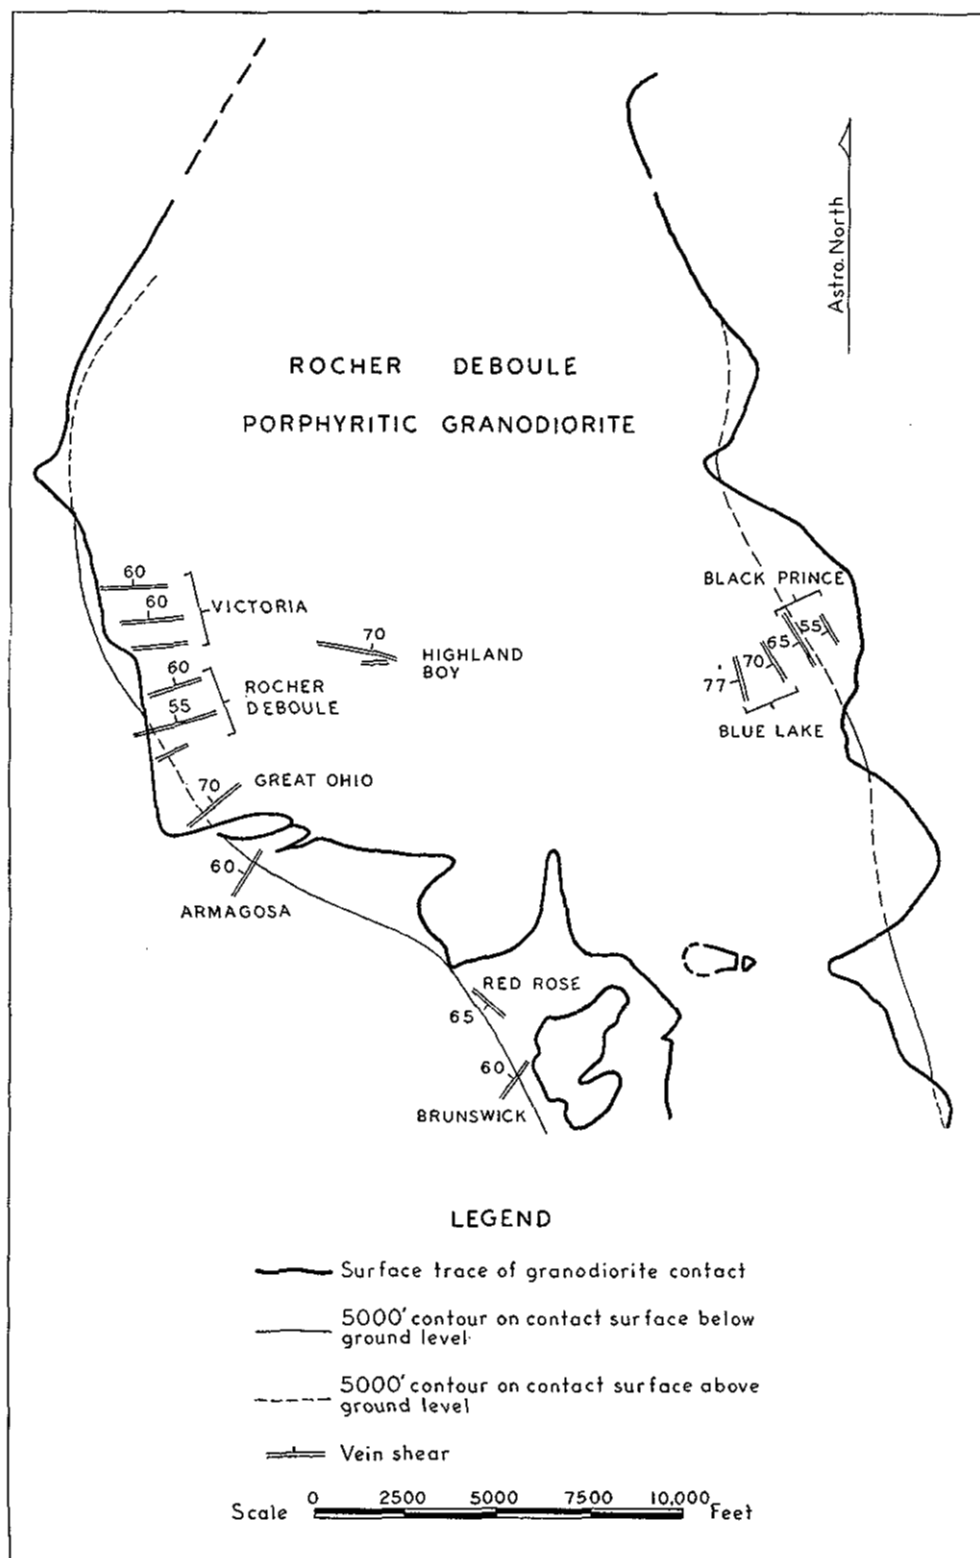 Astro. North
ROCHER DEBOULE
PORPHYRITIC GRANODIORITE
60
60
VICTORIA
60
55
ROCHER
DEBOULE
70
HIGHLAND
BOY
BLACK PRINCE
55
65
70
77
BLUE LAKE
70
GREAT OHIO
60
ARMAGOSA
RED ROSE
65
60
BRUNSWICK
LEGEND
Surface trace of granodiorite contact
5000' contour on contact surface below
ground level
5000' contour on contact surface above
ground level
Vein shear
Scale 0 2500 5000 7500 10,000 Feet